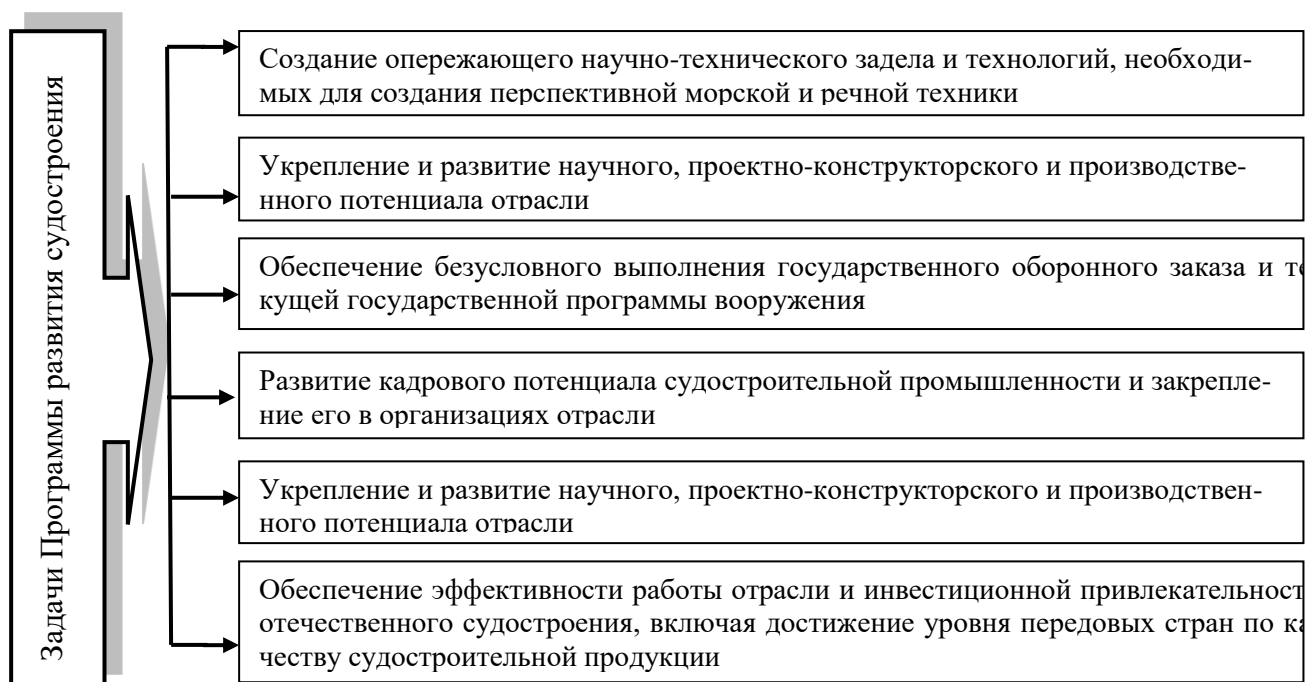 Задачи Программы развития судостроения
Создание опережающего научно-технического задела и технологий, необходи-
мых для создания перспективной морской и речной техники
Укрепление и развитие научного, проектно-конструкторского и производстве-
нного потенциала отрасли
Обеспечение безусловного выполнения государственного оборонного заказа и те
кущей государственной программы вооружения
Развитие кадрового потенциала судостроительной промышленности и закрепле-
ние его в организациях отрасли
Укрепление и развитие научного, проектно-конструкторского и производствен-
ного потенциала отрасли
Обеспечение эффективности работы отрасли и инвестиционной привлекательност
отечественного судостроения, включая достижение уровня передовых стран по ка
честву судостроительной продукции